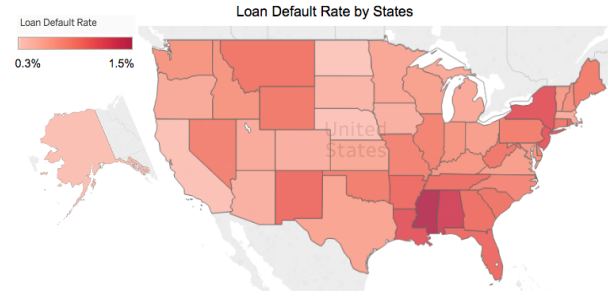 Loan Default Rate by States
Loan Default Rate
0.3% 1.5%
United
States